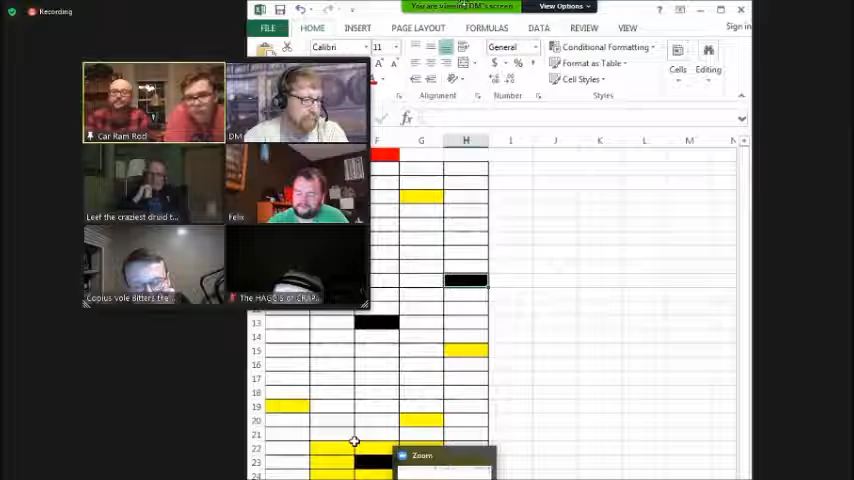 Recording
You are viewing DM's screen View Options
Sign in
FILE HOME INSERT PAGE LAYOUT FORMULAS DATA REVIEW VIEW
Calibri 11 General Conditional Formatting
Format as Table
Cell Styles
Cells Editing
Alignment Number Styles
fx
F G H I J K L M N
13
14
15
16
17
18
19
20
21
22
23
24
Car Ram Rod
DM
Leef the craziest druid t...
Felix
Copius Vole Bitters the...
The HAGGIS of CRAP...
Zoom